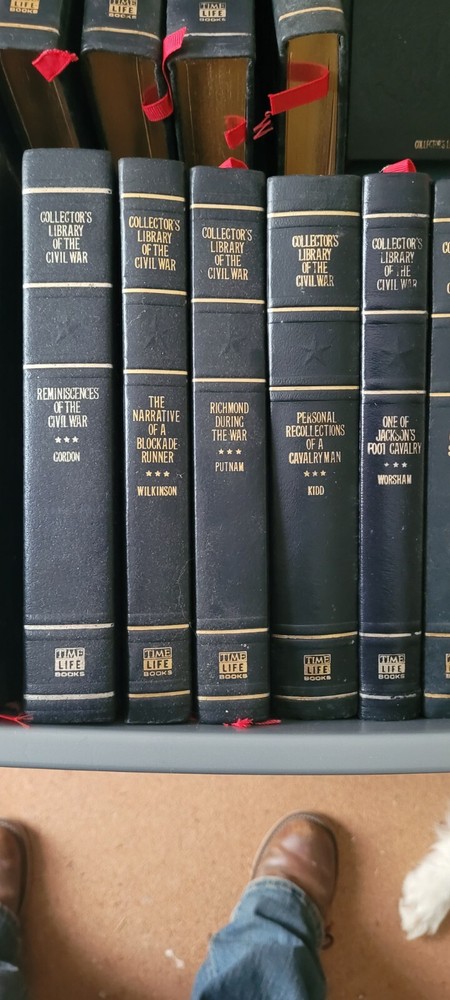 BOOKS
TIME
LIFE
BOOKS
TIME
LIFE
BOOKS
COLLECTOR'S
COLLECTOR'S
LIBRARY
OF THE
CIVIL WAR
REMINISCENCES
OF THE
CIVIL WAR
GORDON
TIME
LIFE
BOOKS
COLLECTOR'S
LIBRARY
OF THE
CIVIL WAR
THE
NARRATIVE
OF A
BLOCKADE
RUNNER
WILKINSON
TIME
LIFE
BOOKS
COLLECTOR'S
LIBRARY
OF THE
CIVIL WAR
RICHMOND
DURING
THE WAR
PUTNAM
TIME
LIFE
BOOKS
COLLECTOR'S
LIBRARY
OF THE
CIVIL WAR
PERSONAL
RECOLLECTIONS
OF A
CAVALRYMAN
KIDD
TIME
LIFE
BOOKS
COLLECTOR'S
LIBRARY
OF THE
CIVIL WAR
ONE OF
JACKSON'S
FOOT CAVALRY
WORSHAM
TIME
LIFE
BOOKS